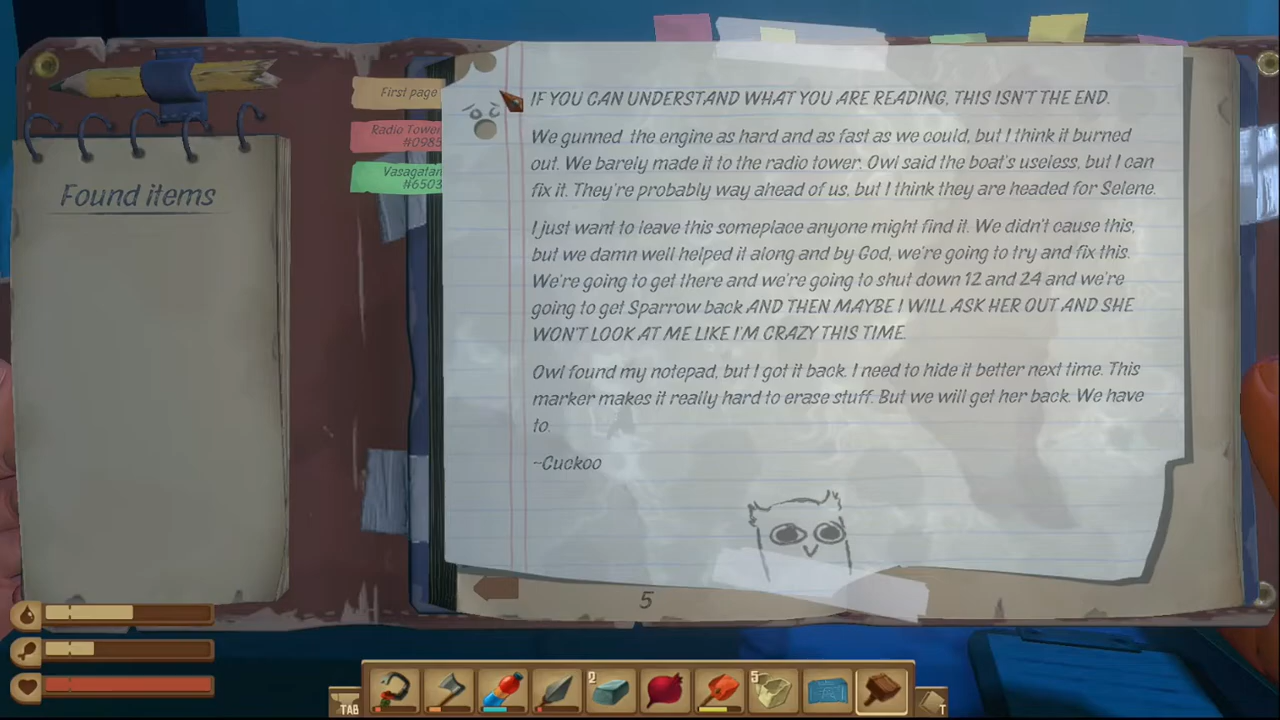 First page
Radio Tower
#0985
Vasagatan
#6503
Found items
IF YOU CAN UNDERSTAND WHAT YOU ARE READING, THIS ISN'T THE END.
We gunned the engine as hard and as fast as we could, but I think it burned
out. We barely made it to the radio tower. Owl said the boat's useless, but I can
fix it. They're probably way ahead of us, but I think they are headed for Selene.
I just want to leave this someplace anyone might find it. We didn't cause this,
but we damn well helped it along and by God, we're going to try and fix this.
We're going to get there and we're going to shut down 12 and 24 and we're
going to get Sparrow back AND THEN MAYBE I WILL ASK HER OUT AND SHE
WON'T LOOK AT ME LIKE I'M CRAZY THIS TIME.
Owl found my notepad, but I got it back. I need to hide it better next time. This
marker makes it really hard to erase stuff. But we will get her back. We have
to.
~Cuckoo
5
2
5
TAB
T